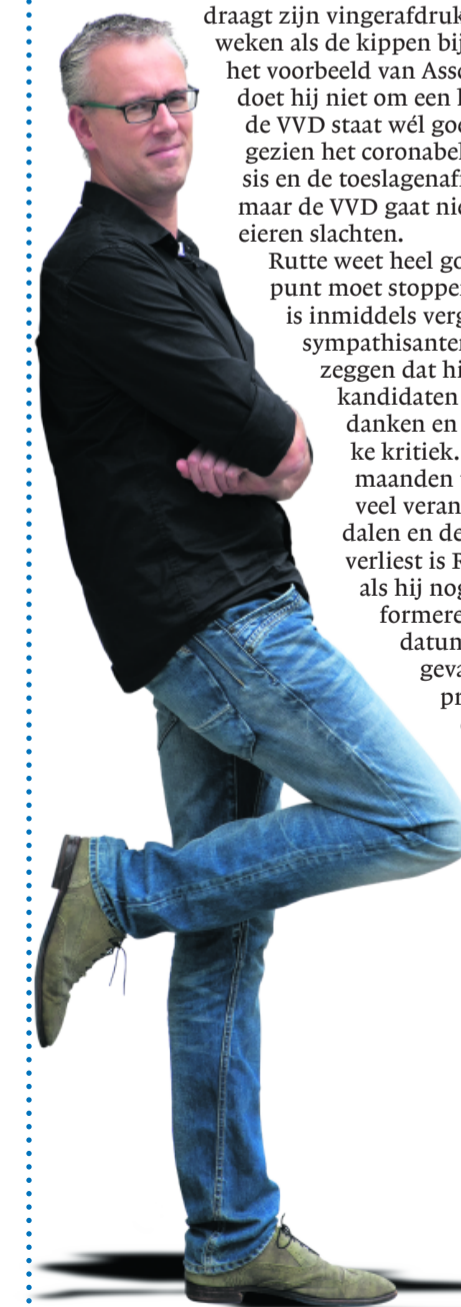 draagt zijn vingerafdruk
weken als de kippen bij
het voorbeeld van Assc
doet hij niet om een
de VVD staat wél goe
gezien het coronabel
sis en de toeslagenaf
maar de VVD gaat nie
eieren slachten.
Rutte weet heel go
punt moet stoppe
is inmiddels verg
sympathisanten
zeggen dat hi
kandidaten
danken en
ke kritiek.
maanden
veel veran
dalen en de
verliest is R
als hij nog
formere
datun
geva
pr